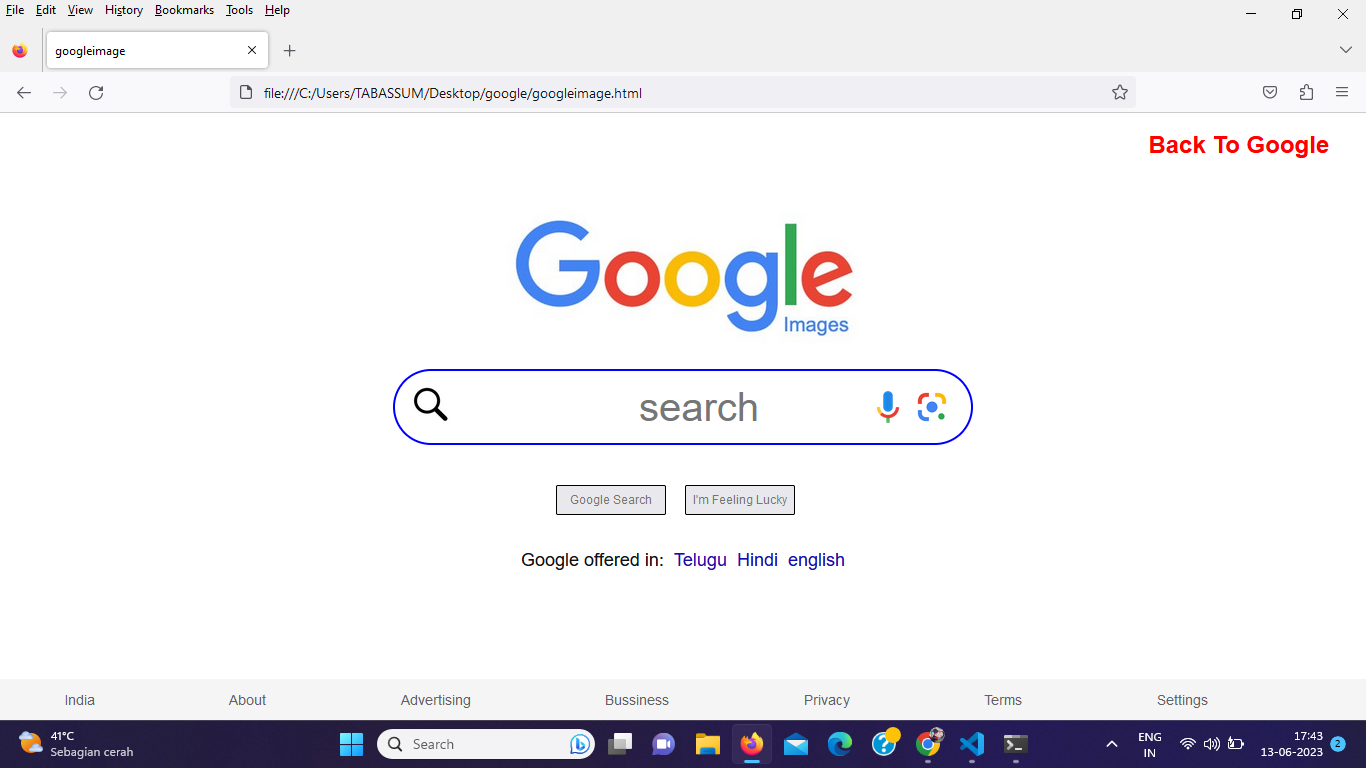 File Edit View History Bookmarks Tools Help
googleimage
file:///C:/Users/TABASSUM/Desktop/google/googleimage.html
Back To Google
Google
Images
search
Google Search I'm Feeling Lucky
Google offered in: Telugu Hindi english
India About Advertising Bussiness Privacy Terms Settings
41°C
Sebagian cerah
Search
ENG
IN
17:43
13-06-2023
2